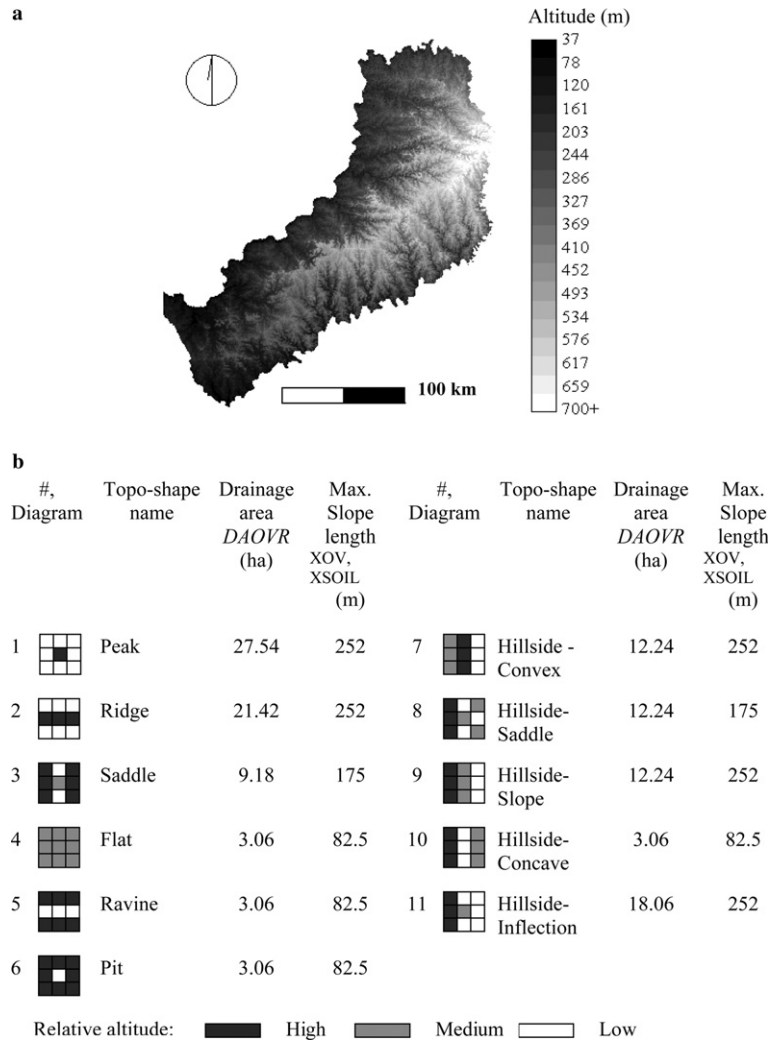 a
Altitude (m)
37
78
120
161
203
244
286
327
369
410
452
493
534
576
617
659
700+
100 km
b
#, Diagram Topo-shape name Drainage area DAOVR (ha) Max. Slope length XOV, XSOIL (m) #, Diagram Topo-shape name Drainage area DAOVR (ha) Max. Slope length XOV, XSOIL (m)
1 Peak 27.54 252 7 Hillside - Convex 12.24 252
2 Ridge 21.42 252 8 Hillside- Saddle 12.24 175
3 Saddle 9.18 175 9 Hillside- Slope 12.24 252
4 Flat 3.06 82.5 10 Hillside- Concave 3.06 82.5
5 Ravine 3.06 82.5 11 Hillside- Inflection 18.06 252
6 Pit 3.06 82.5
Relative altitude: High Medium Low